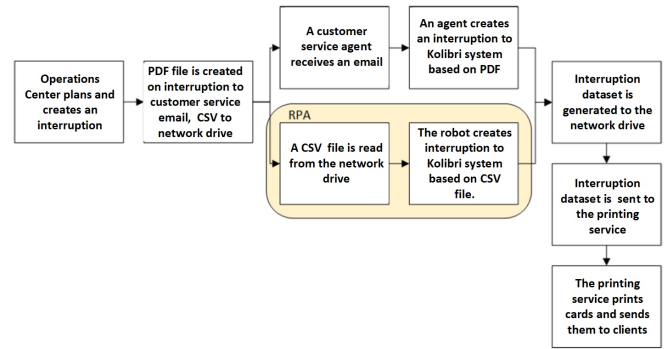 Operations
Center plans and
creates an
interruption
PDF file is created
on interruption to
customer service
email, CSV to
network drive
A customer
service agent
receives an email
An agent creates
an interruption to
Kolibri system
based on PDF
RPA
A CSV file is read
from the network
drive
The robot creates
interruption to
Kolibri system
based on CSV
file.
Interruption
dataset is
generated to the
network drive
Interruption
dataset is sent to
the printing
service
The printing
service prints
cards and sends
them to clients